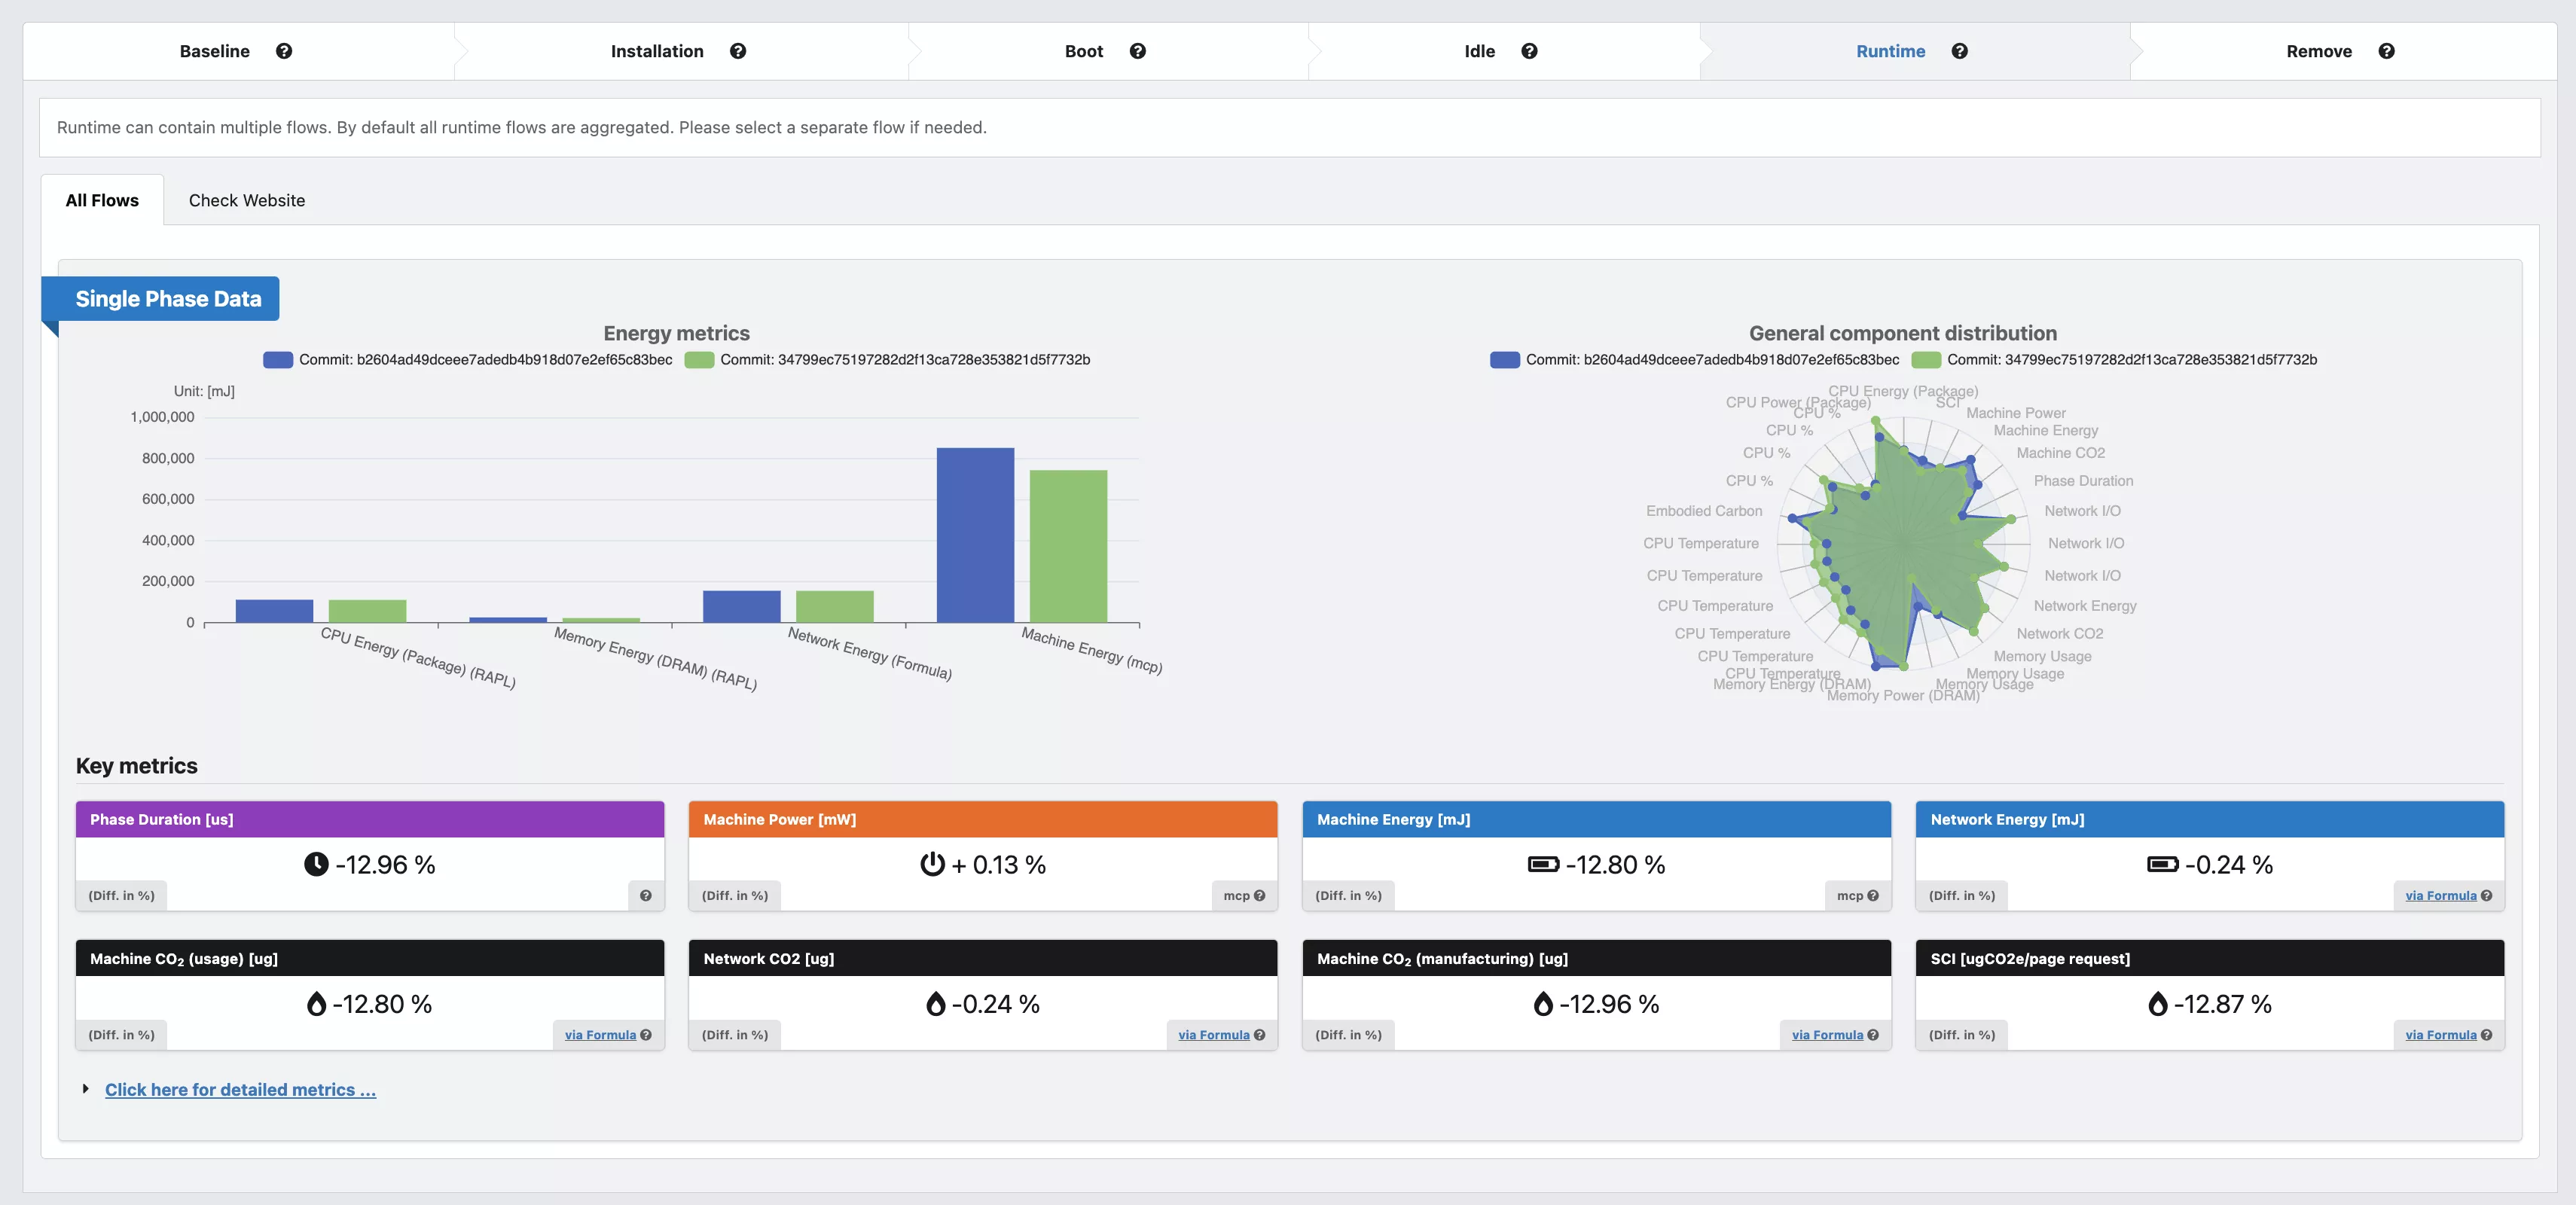 Baseline
Installation
Boot
Idle
Runtime
Remove
Runtime can contain multiple flows. By default all runtime flows are aggregated. Please select a separate flow if needed.
All Flows
Check Website
Single Phase Data
Energy metrics
Commit: b2604ad49dceee7adedb4b918d07e2ef65c83bec
Commit: 34799ec75197282d2f13ca728e353821d5f7732b
Unit: [mJ]
1,000,000
800,000
600,000
400,000
200,000
0
CPU Energy (Package) (RAPL)
Memory Energy (DRAM) (RAPL)
Network Energy (Formula)
Machine Energy (mcp)
General component distribution
Commit: b2604ad49dceee7adedb4b918d07e2ef65c83bec
Commit: 34799ec75197282d2f13ca728e353821d5f7732b
CPU Energy (Package)
SCI
Machine Power
Machine Energy
Machine CO2
Phase Duration
Network I/O
Network I/O
Network I/O
Network Energy
Network CO2
Memory Usage
Memory Usage
Memory Usage
Memory Power (DRAM)
Memory Energy (DRAM)
CPU Temperature
CPU Temperature
CPU Temperature
CPU Temperature
CPU Temperature
CPU Temperature
Embodied Carbon
CPU %
CPU %
CPU %
CPU %
CPU Power (Package)
Key metrics
Phase Duration [us]
-12.96 %
(Diff. in %)
Machine Power [mW]
+ 0.13 %
(Diff. in %)
mcp
Machine Energy [mJ]
-12.80 %
(Diff. in %)
mcp
Network Energy [mJ]
-0.24 %
(Diff. in %)
via Formula
Machine CO₂ (usage) [ug]
-12.80 %
(Diff. in %)
via Formula
Network CO2 [ug]
-0.24 %
(Diff. in %)
via Formula
Machine CO₂ (manufacturing) [ug]
-12.96 %
(Diff. in %)
via Formula
SCI [ugCO2e/page request]
-12.87 %
(Diff. in %)
via Formula
Click here for detailed metrics ...